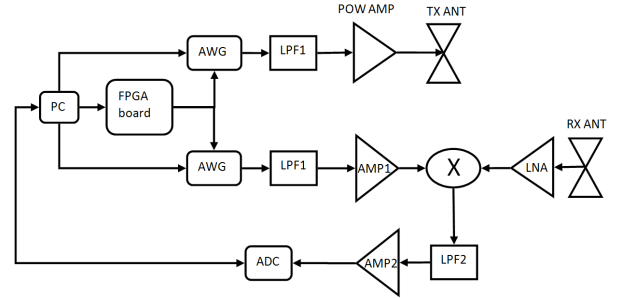 POW AMP
TX ANT
AWG
LPF1
PC
FPGA
board
RX ANT
AWG
LPF1
AMP1
X
LNA
ADC
AMP2
LPF2